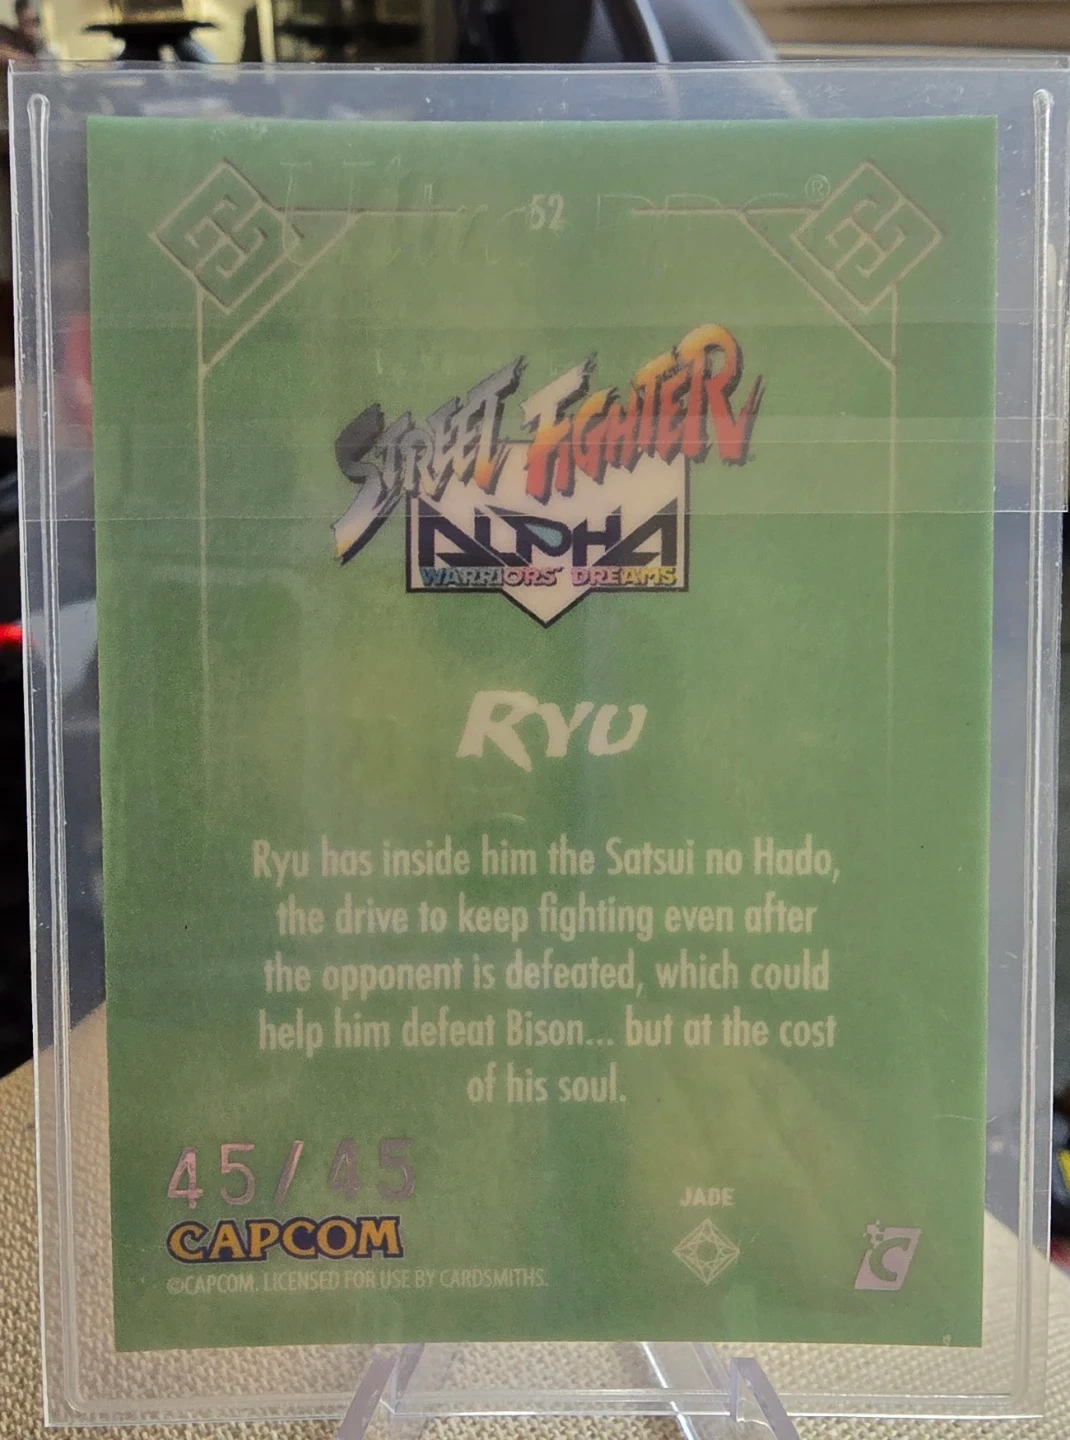 Ultra PRO®
52
STREET FIGHTER
ALPHA
WARRIORS' DREAMS
RYU
Ryu has inside him the Satsui no Hado,
the drive to keep fighting even after
the opponent is defeated, which could
help him defeat Bison... but at the cost
of his soul.
45/45
CAPCOM
JADE
C
©CAPCOM. LICENSED FOR USE BY CARDSMITHS.